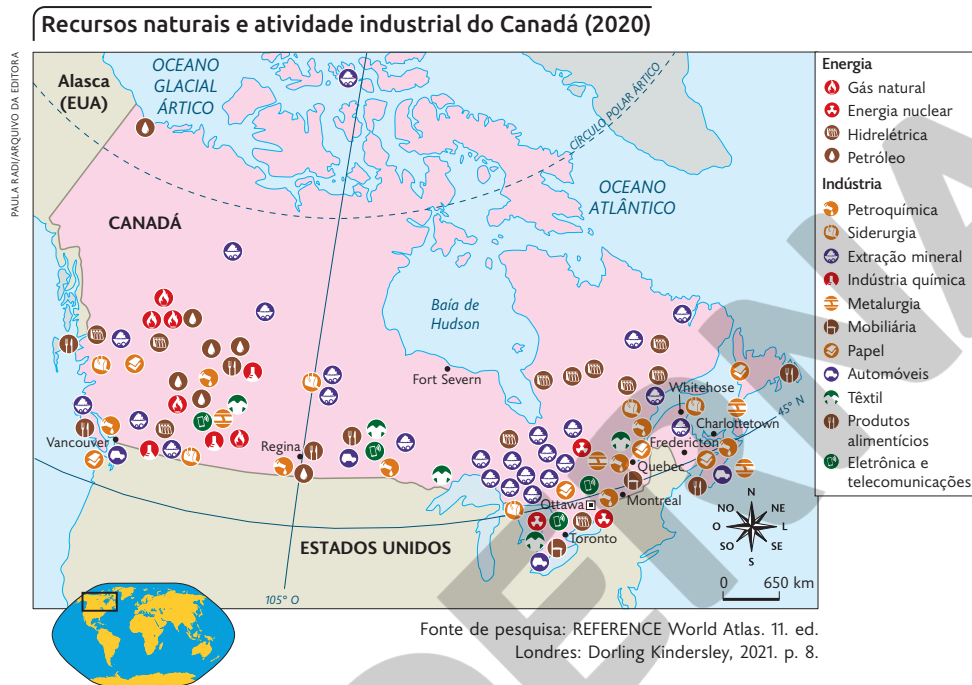 Recursos naturais e atividade industrial do Canadá (2020)
PAULA RADI/ARQUIVO DA EDITORA
Alasca
(EUA)
OCEANO
GLACIAL
ÁRTICO
CÍRCULO POLAR ÁRTICO
OCEANO
ATLÂNTICO
CANADÁ
Baía de
Hudson
Fort Severn
Whitehose
Charlottetown
45° N
Fredericton
Vancouver
Regina
Quebec
Montreal
Ottawa
Toronto
ESTADOS UNIDOS
105° O
N
NO
NE
O
L
SO
SE
S
0 650 km
Energia
Gás natural
Energia nuclear
Hidrelétrica
Petróleo
Indústria
Petroquímica
Siderurgia
Extração mineral
Indústria química
Metalurgia
Mobiliária
Papel
Automóveis
Têxtil
Produtos
alimentícios
Eletrônica e
telecomunicações
Fonte de pesquisa: REFERENCE World Atlas. 11. ed.
Londres: Dorling Kindersley, 2021. p. 8.